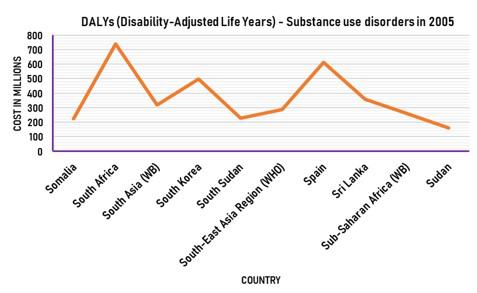 DALYs (Disability-Adjusted Life Years) - Substance use disorders in 2005
COST IN MILLIONS
800
700
600
500
400
300
200
100
0
Somalia
South Africa
South Asia (WB)
South Korea
South Sudan
South-East Asia Region (WHO)
Spain
Sri Lanka
Sub-Saharan Africa (WB)
Sudan
COUNTRY